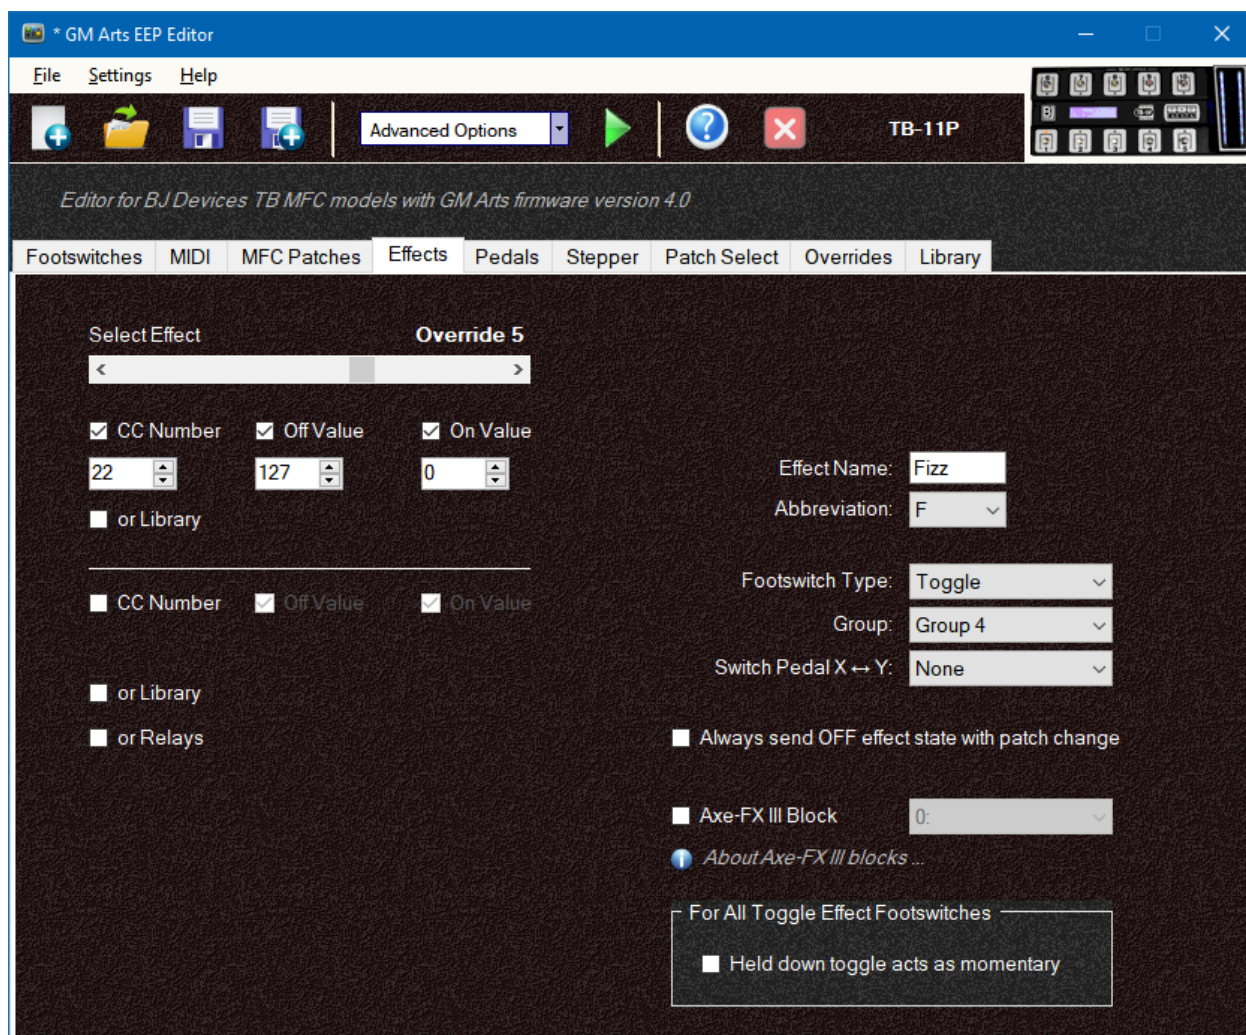 * GM Arts EEP Editor
File Settings Help
Advanced Options
TB-11P
Editor for BJ Devices TB MFC models with GM Arts firmware version 4.0
Footswitches MIDI MFC Patches Effects Pedals Stepper Patch Select Overrides Library
Select Effect Override 5
CC Number Off Value On Value
22 127 0
or Library
CC Number Off Value On Value
or Library
or Relays
Effect Name: Fizz
Abbreviation: F
Footswitch Type: Toggle
Group: Group 4
Switch Pedal X ↔ Y: None
Always send OFF effect state with patch change
Axe-FX III Block 0:
About Axe-FX III blocks ...
For All Toggle Effect Footswitches
Held down toggle acts as momentary